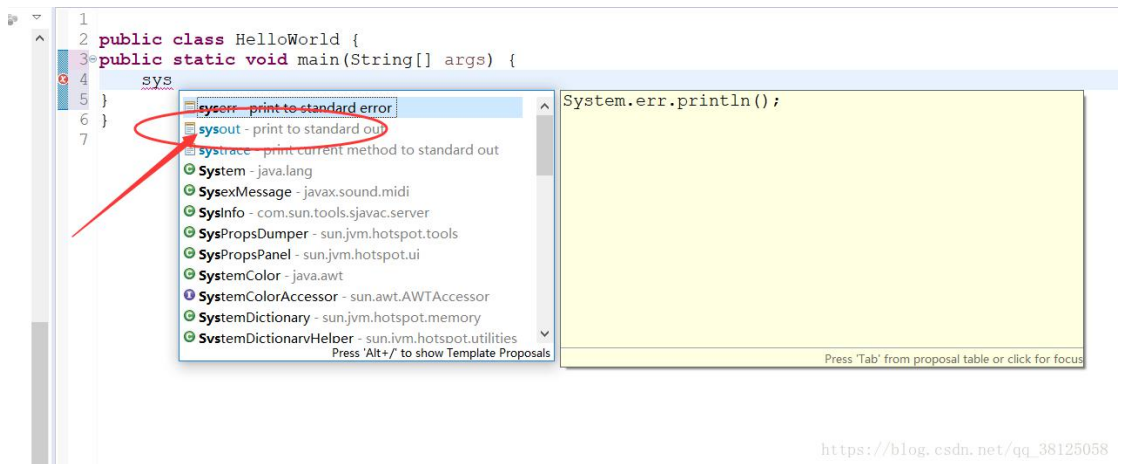 1
2 public class HelloWorld {
3 public static void main(String[] args) {
4 sys
5 }
6 }
7
syserr - print to standard error
sysout - print to standard out
systrace - print current method to standard out
System - java.lang
SysexMessage - javax.sound.midi
SysInfo - com.sun.tools.sjavac.server
SysPropsDumper - sun.jvm.hotspot.tools
SysPropsPanel - sun.jvm.hotspot.ui
SystemColor - java.awt
SystemColorAccessor - sun.awt.AWTAccessor
SystemDictionary - sun.jvm.hotspot.memory
SystemDictionaryHelper - sun.jvm.hotspot.utilities
Press 'Alt+/' to show Template Proposals
System.err.println();
Press 'Tab' from proposal table or click for focus
https://blog.csdn.net/qq_38125058